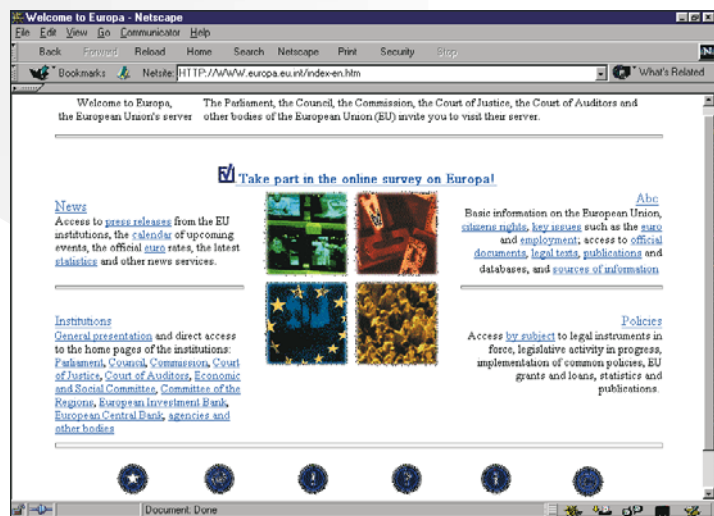 Welcome to Europa - Netscape
File Edit View Go Communicator Help
Back Forward Reload Home Search Netscape Print Security Stop
Bookmarks Netsite: HTTP://WWW.europa.eu.int/index-en.htm What's Related
Welcome to Europa,
the European Union's server
The Parliament, the Council, the Commission, the Court of Justice, the Court of Auditors and
other bodies of the European Union (EU) invite you to visit their server.
Take part in the online survey on Europa!
News
Access to press releases from the EU
institutions, the calendar of upcoming
events, the official euro rates, the latest
statistics and other news services.
Abc
Basic information on the European Union,
citizens rights, key issues such as the euro
and employment; access to official
documents, legal texts, publications and
databases, and sources of information
Institutions
General presentation and direct access
to the home pages of the institutions:
Parliament, Council, Commission, Court
of Justice, Court of Auditors, Economic
and Social Committee, Committee of the
Regions, European Investment Bank,
European Central Bank, agencies and
other bodies
Policies
Access by subject to legal instruments in
force, legislative activity in progress,
implementation of common policies, EU
grants and loans, statistics and
publications.
Document: Done